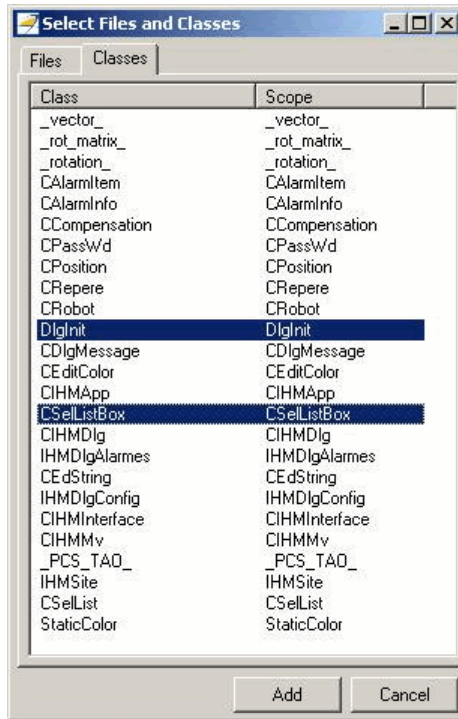 Select Files and Classes
Files Classes
Class Scope
_vector_ _vector_
_rot_matrix_ _rot_matrix_
_rotation_ _rotation_
CAlarmItem CAlarmItem
CAlarmInfo CAlarmInfo
CCompensation CCompensation
CPassWd CPassWd
CPosition CPosition
CRepere CRepere
CRobot CRobot
DlgInit DlgInit
CDlgMessage CDlgMessage
CEditColor CEditColor
CIHMApp CIHMApp
CSelListBox CSelListBox
CIHMDlg CIHMDlg
IHMDlgAlarmes IHMDlgAlarmes
CEdString CEdString
IHMDlgConfig IHMDlgConfig
CIHMInterface CIHMInterface
CIHMMv CIHMMv
_PCS_TAO_ _PCS_TAO_
IHMSite IHMSite
CSelList CSelList
StaticColor StaticColor
Add Cancel